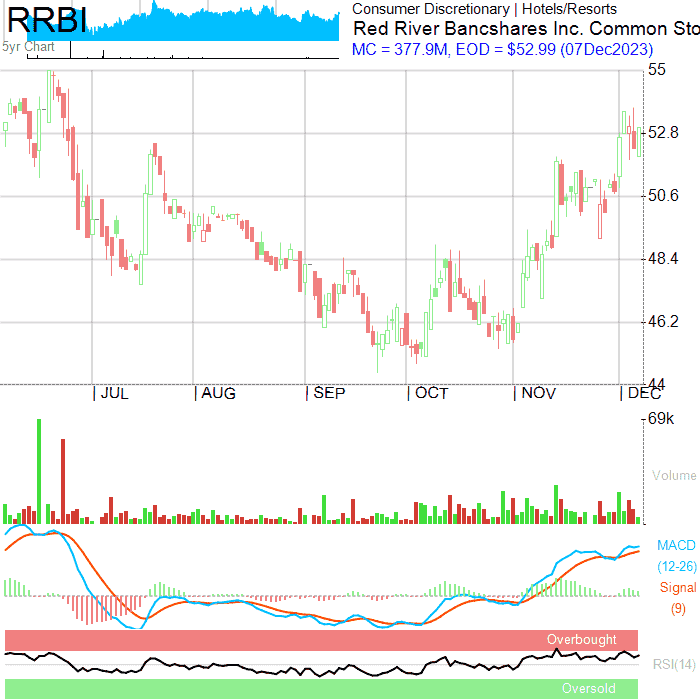 RRBI
5yr Chart
Consumer Discretionary | Hotels/Resorts
Red River Bancshares Inc. Common Sto
MC = 377.9M, EOD = $52.99 (07Dec2023)
55
52.8
50.6
48.4
46.2
44
JUL AUG SEP OCT NOV DEC
69k
Volume
MACD
(12-26)
Signal
(9)
Overbought
RSI(14)
Oversold